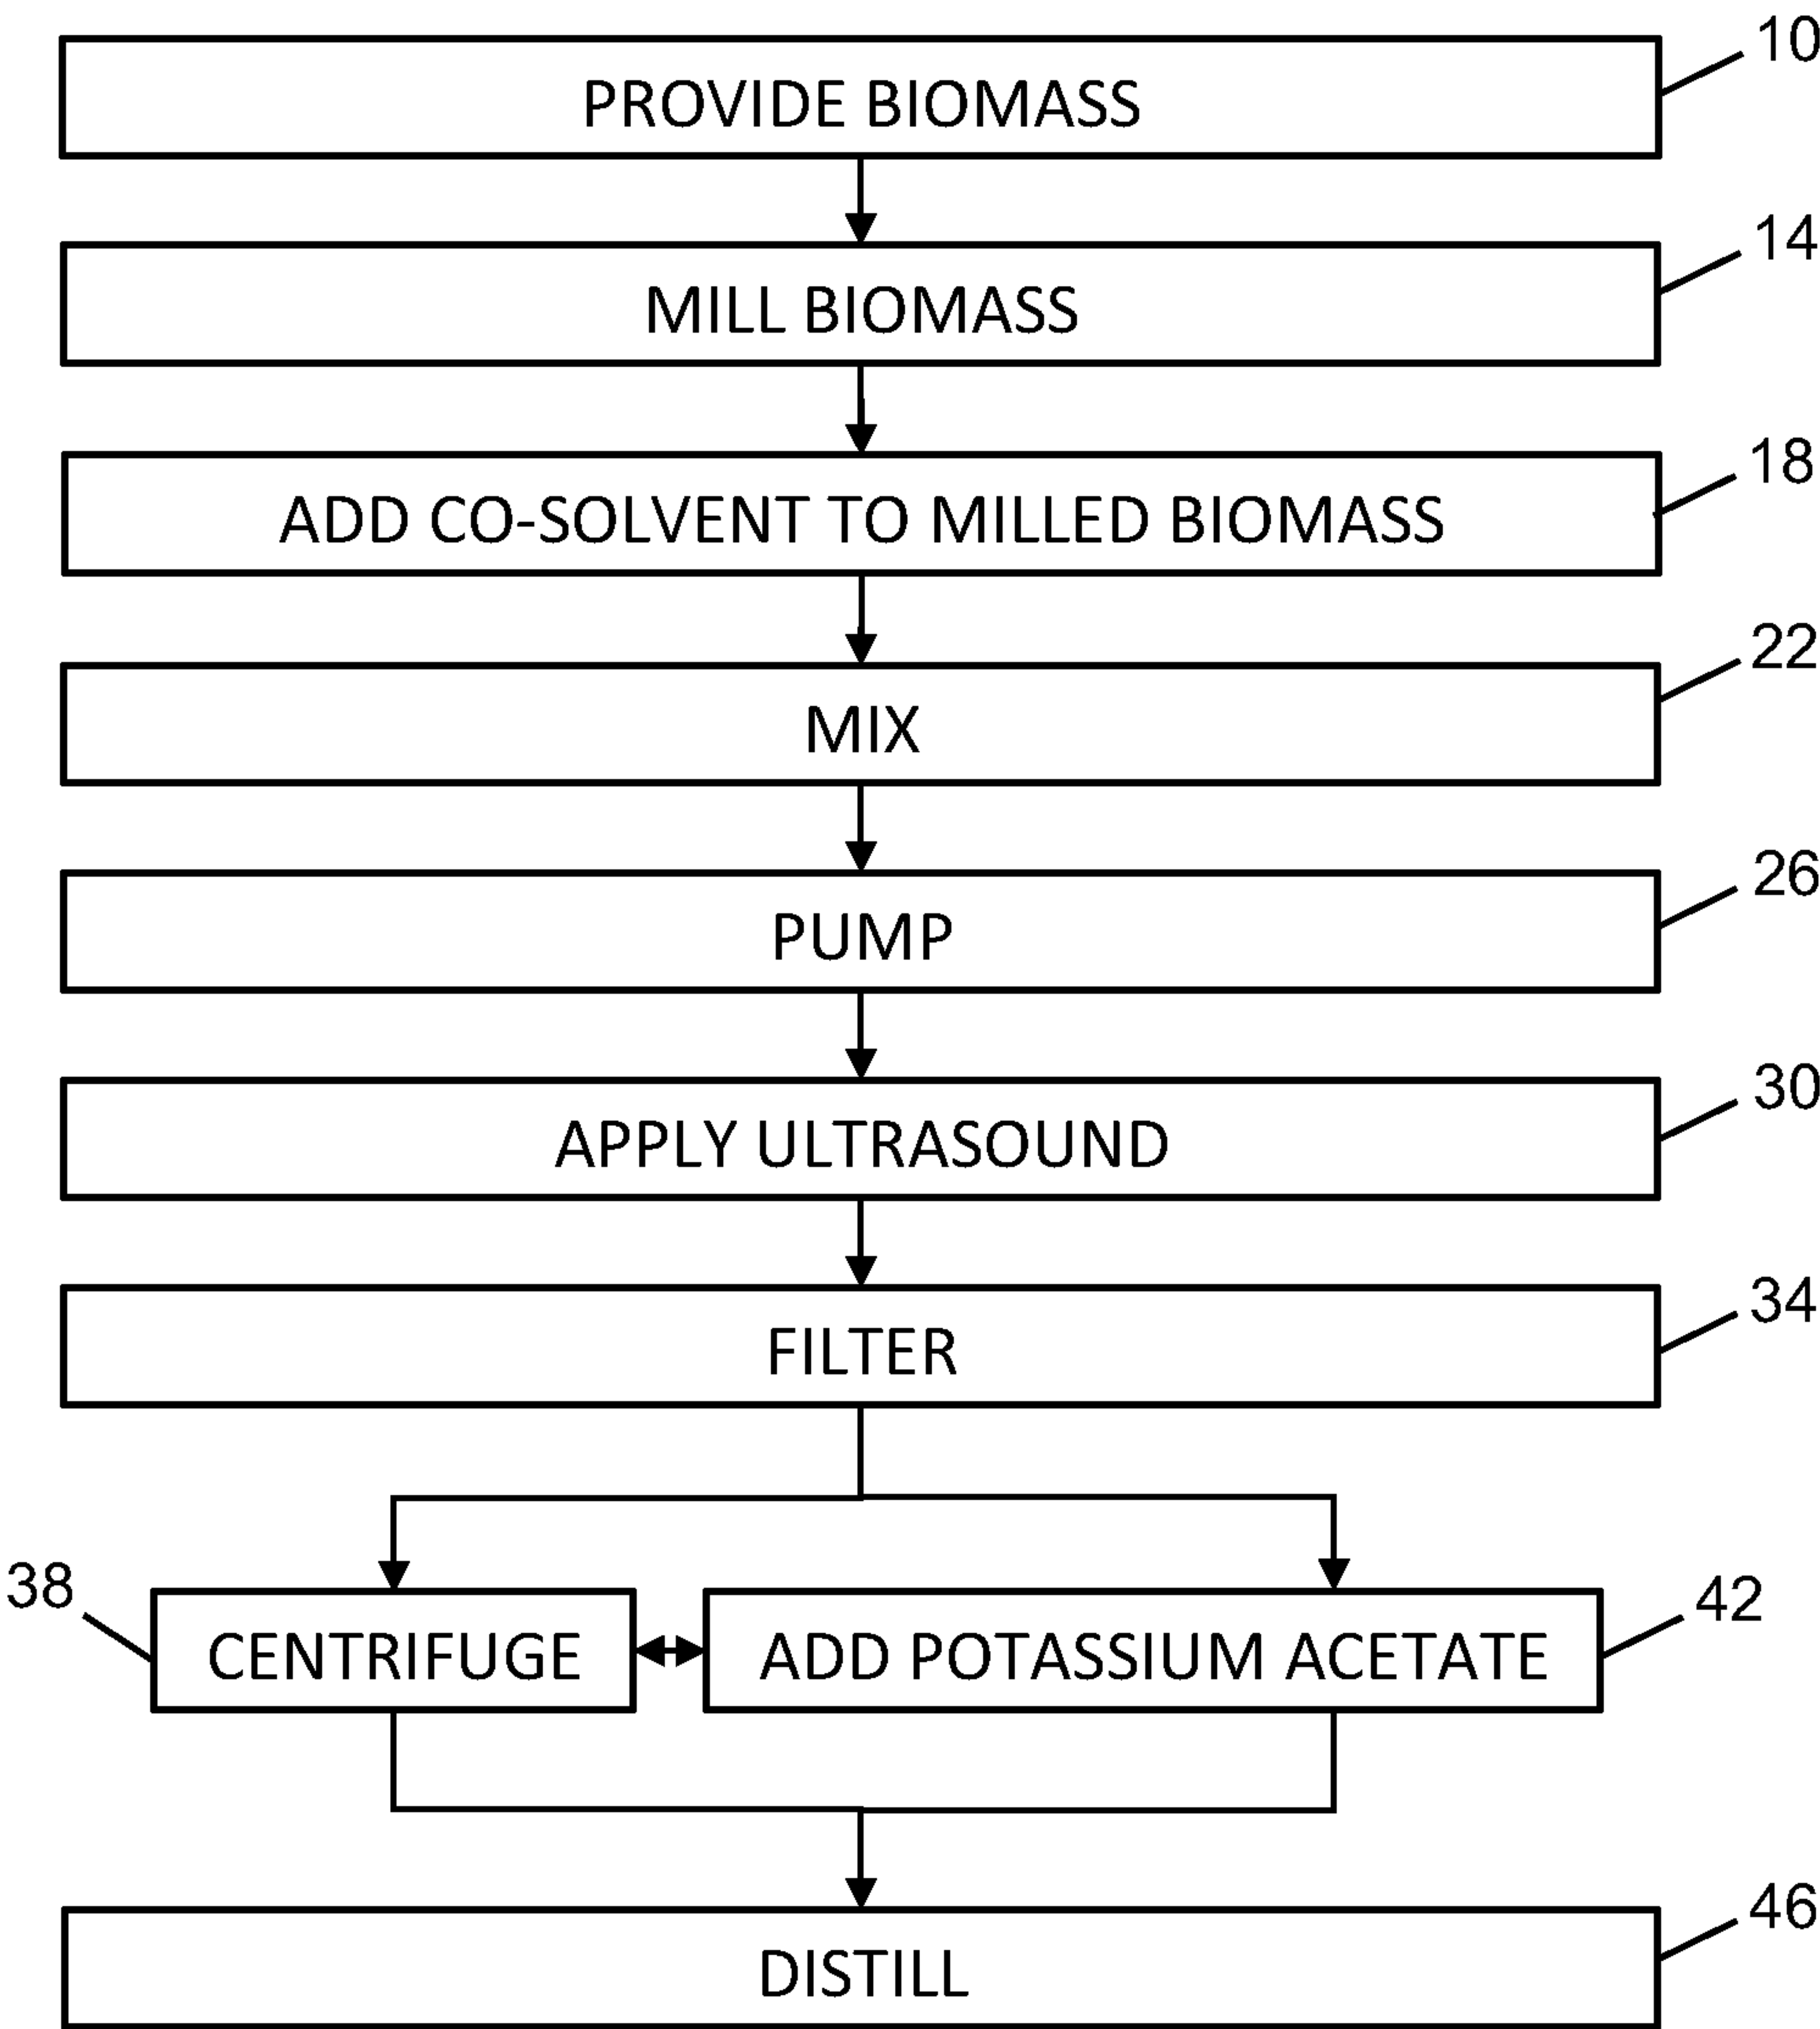 PROVIDE BIOMASS
10
MILL BIOMASS
14
ADD CO-SOLVENT TO MILLED BIOMASS
18
MIX
22
PUMP
26
APPLY ULTRASOUND
30
FILTER
34
38
CENTRIFUGE
ADD POTASSIUM ACETATE
42
DISTILL
46